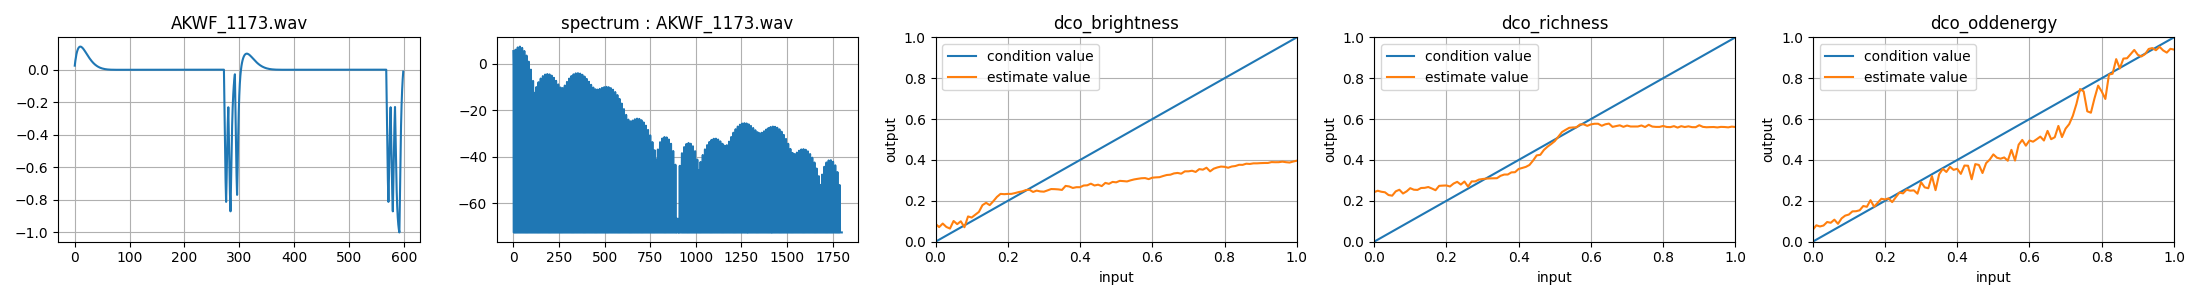 AKWF_1173.wav
0.0
−0.2
−0.4
−0.6
−0.8
−1.0
0 100 200 300 400 500 600
spectrum : AKWF_1173.wav
0
−20
−40
−60
0 250 500 750 1000 1250 1500 1750
dco_brightness
condition value
estimate value
output
1.0
0.8
0.6
0.4
0.2
0.0
0.0 0.2 0.4 0.6 0.8 1.0
input
dco_richness
condition value
estimate value
output
1.0
0.8
0.6
0.4
0.2
0.0
0.0 0.2 0.4 0.6 0.8 1.0
input
dco_oddenergy
condition value
estimate value
output
1.0
0.8
0.6
0.4
0.2
0.0
0.0 0.2 0.4 0.6 0.8 1.0
input